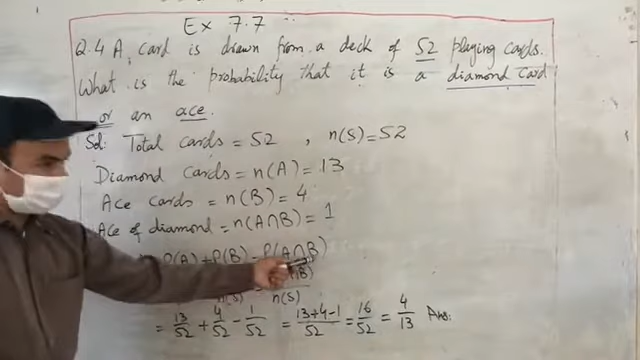 Ex 7.7
Q.4 A card is drawn from a deck of 52 playing cards.
What is the probability that it is a diamond card
or an ace.
Sol: Total cards = 52 , n(S) = 52
Diamond cards = n(A) = 13
Ace cards = n(B) = 4
Ace of diamond = n(A∩B) = 1
P(A) + P(B) - P(A∩B)
n(S) n(S)
= 13/52 + 4/52 - 1/52 = 13+4-1/52 = 16/52 = 4/13 Ans: